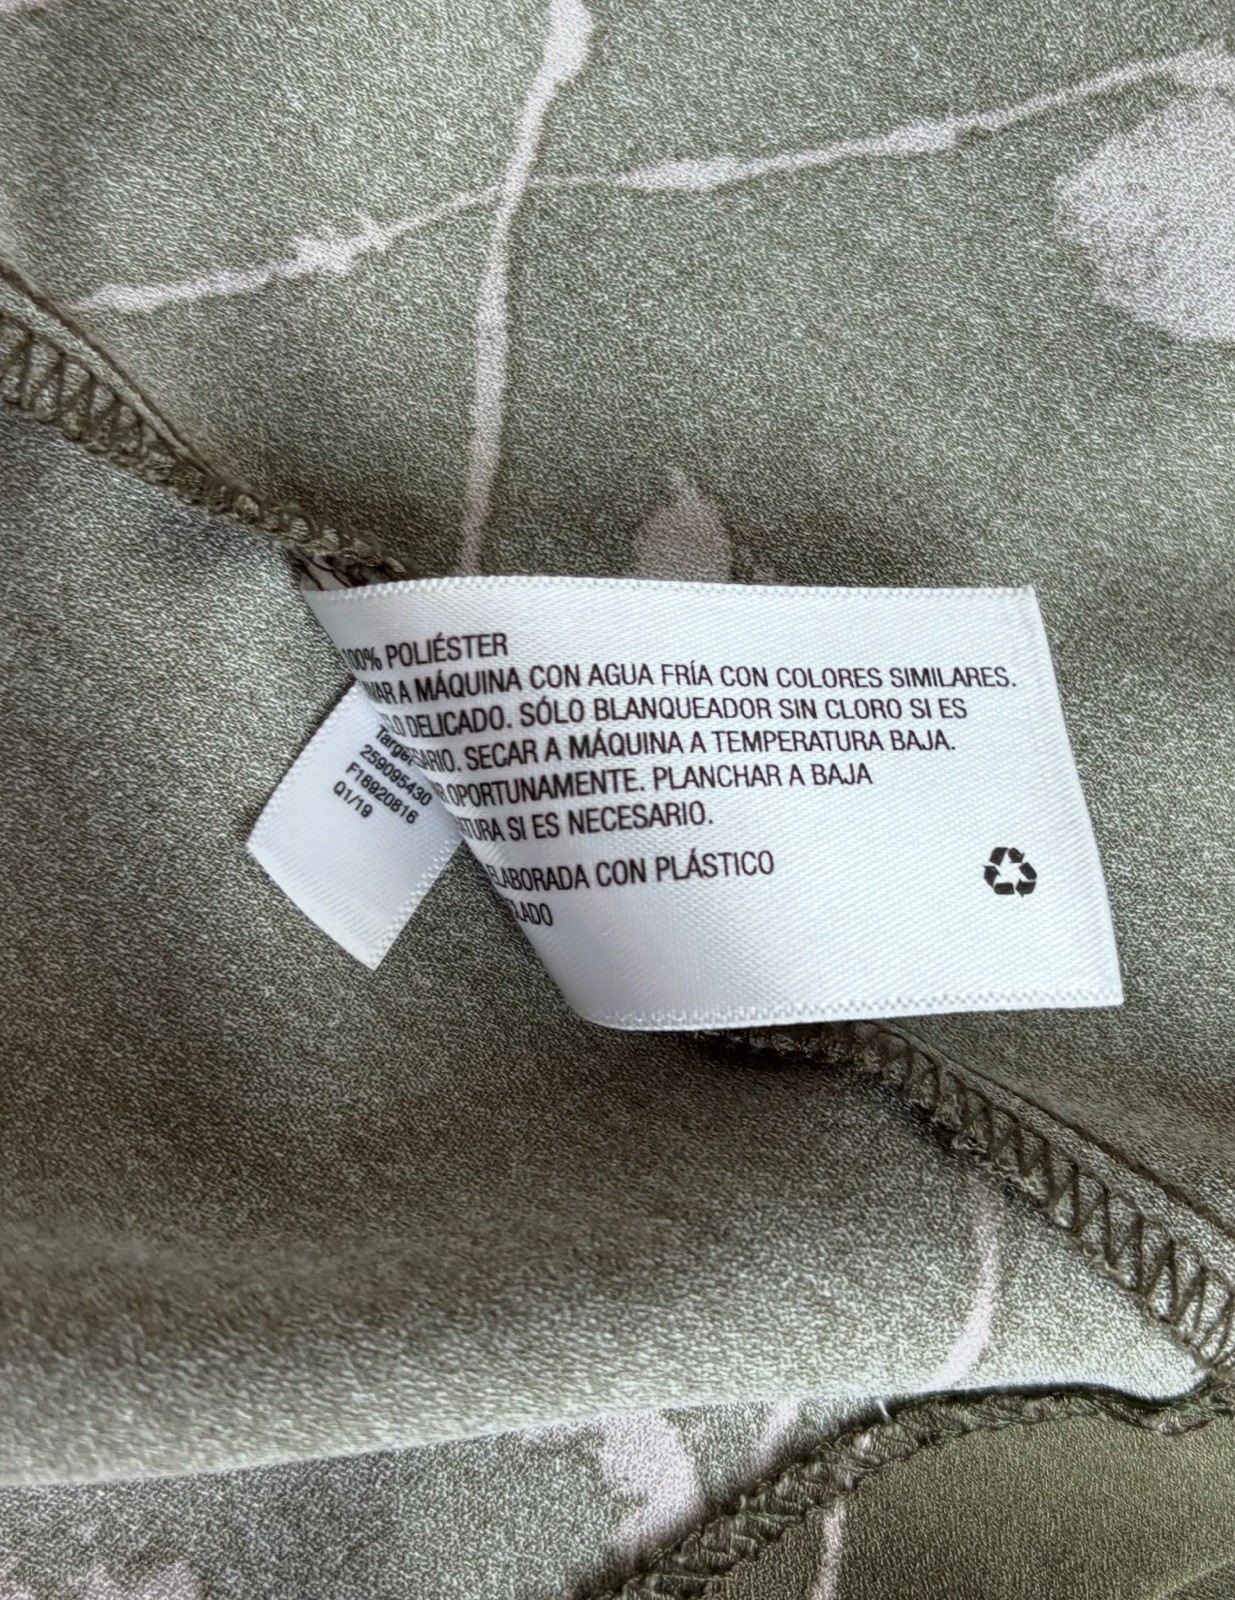 100% POLIÉSTER
A MÁQUINA CON AGUA FRÍA CON COLORES SIMILARES.
DELICADO. SÓLO BLANQUEADOR SIN CLORO SI ES
SECAR A MÁQUINA A TEMPERATURA BAJA.
OPORTUNAMENTE. PLANCHAR A BAJA
SI ES NECESARIO.
ELABORADA CON PLÁSTICO
Target
259095430
F16920816
Q1/19